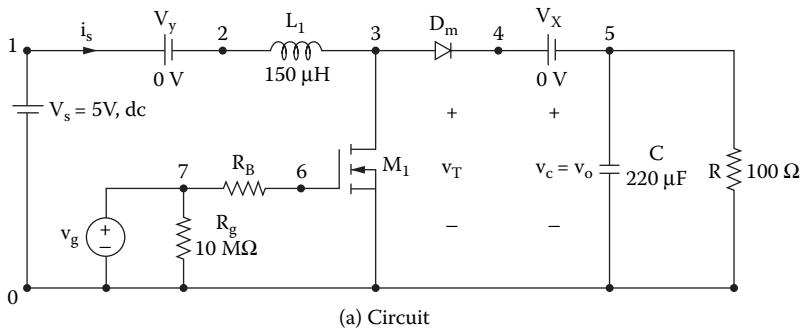 1
i_s
V_y
0 V
2
L_1
150 µH
3
D_m
4
V_X
0 V
5
V_s = 5V, dc
7
R_B
6
M_1
+
v_T
−
+
v_c = v_o
−
C
220 µF
R
100 Ω
v_g
+
−
R_g
10 MΩ
0
(a) Circuit